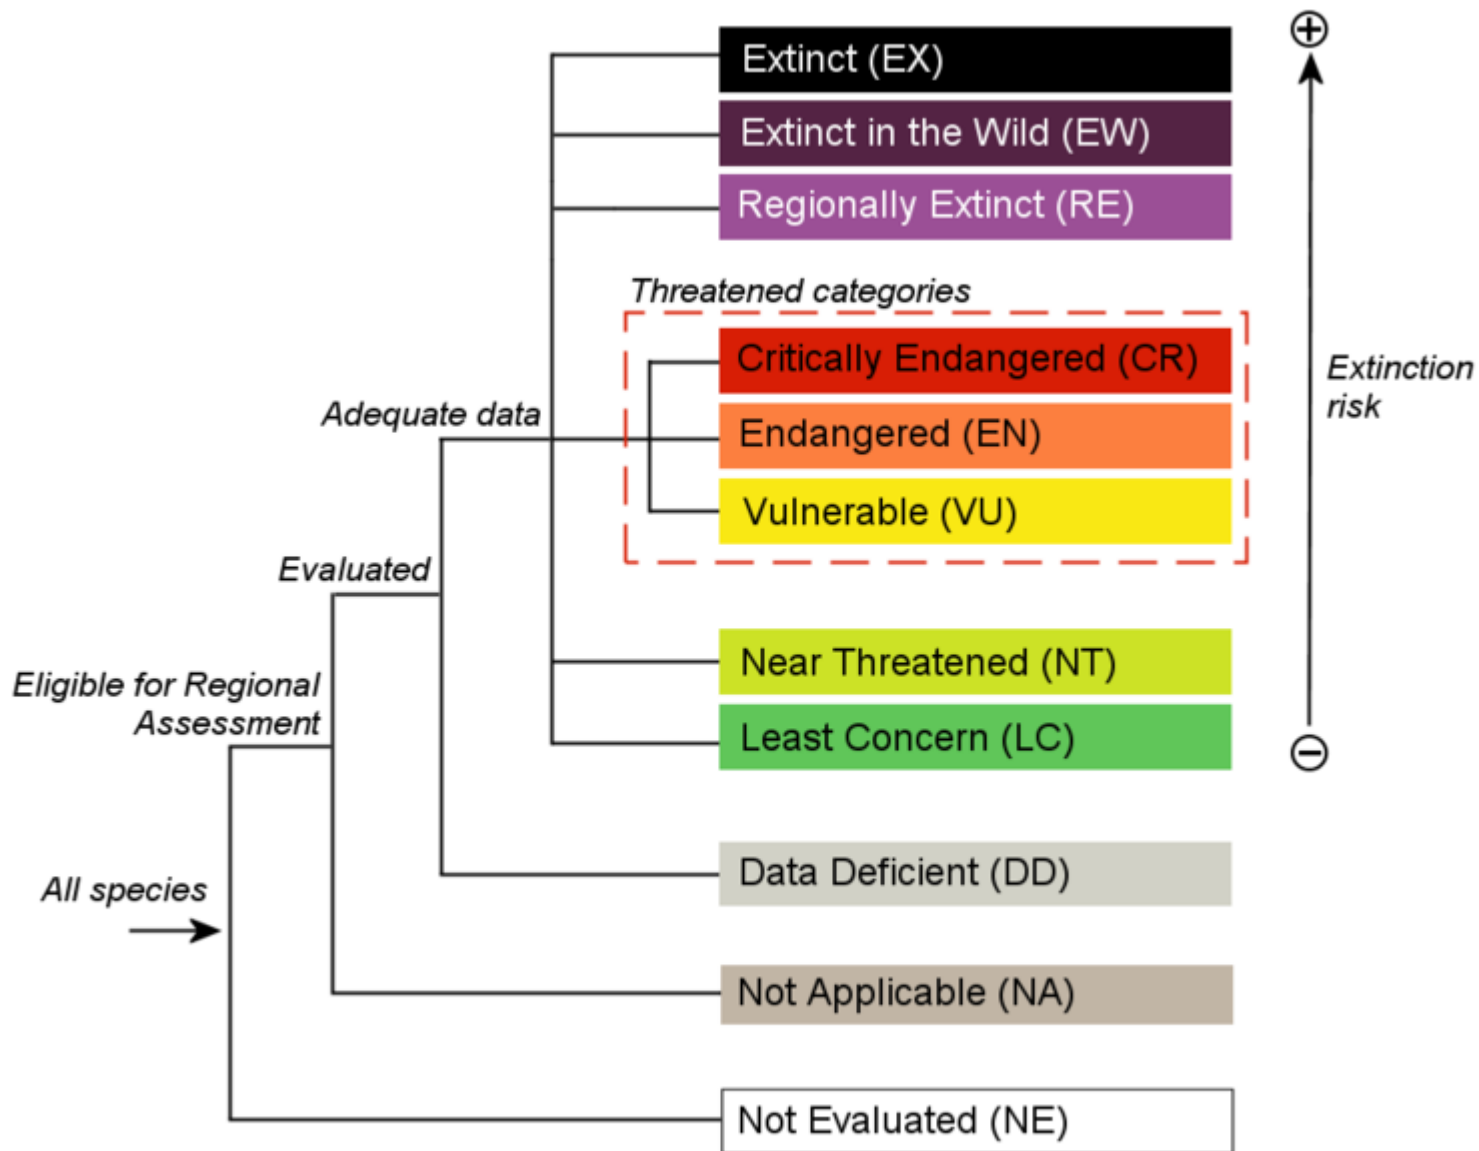 Extinct (EX)
Extinct in the Wild (EW)
Regionally Extinct (RE)
Threatened categories
Critically Endangered (CR)
Extinction
risk
Adequate data
Endangered (EN)
Vulnerable (VU)
Evaluated
Near Threatened (NT)
Eligible for Regional
Assessment
Least Concern (LC)
Data Deficient (DD)
All species
Not Applicable (NA)
Not Evaluated (NE)